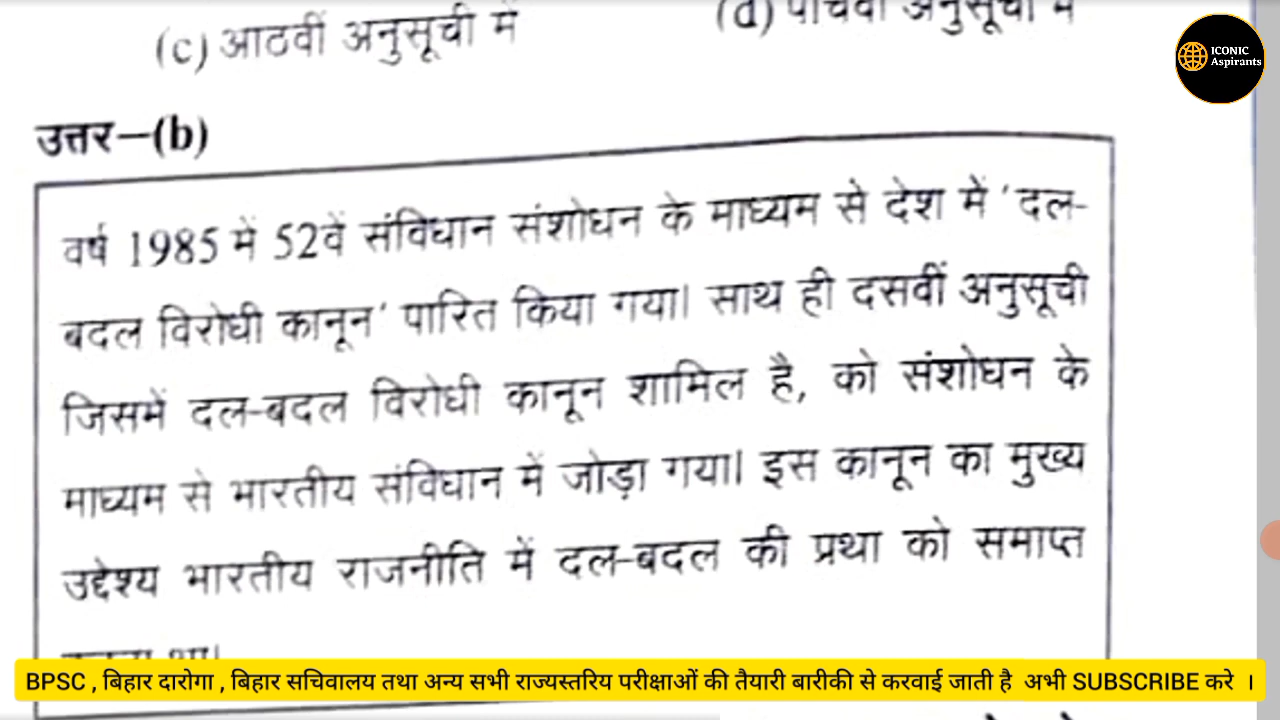 (c) आठवीं अनुसूची में
(d) पाँचवीं अनुसूची में
ICONIC
Aspirants
उत्तर–(b)
वर्ष 1985 में 52वें संविधान संशोधन के माध्यम से देश में 'दल-
बदल विरोधी कानून' पारित किया गया। साथ ही दसवीं अनुसूची
जिसमें दल-बदल विरोधी कानून शामिल है, को संशोधन के
माध्यम से भारतीय संविधान में जोड़ा गया। इस कानून का मुख्य
उद्देश्य भारतीय राजनीति में दल-बदल की प्रथा को समाप्त
BPSC , बिहार दारोगा , बिहार सचिवालय तथा अन्य सभी राज्यस्तरिय परीक्षाओं की तैयारी बारीकी से करवाई जाती है अभी SUBSCRIBE करे ।